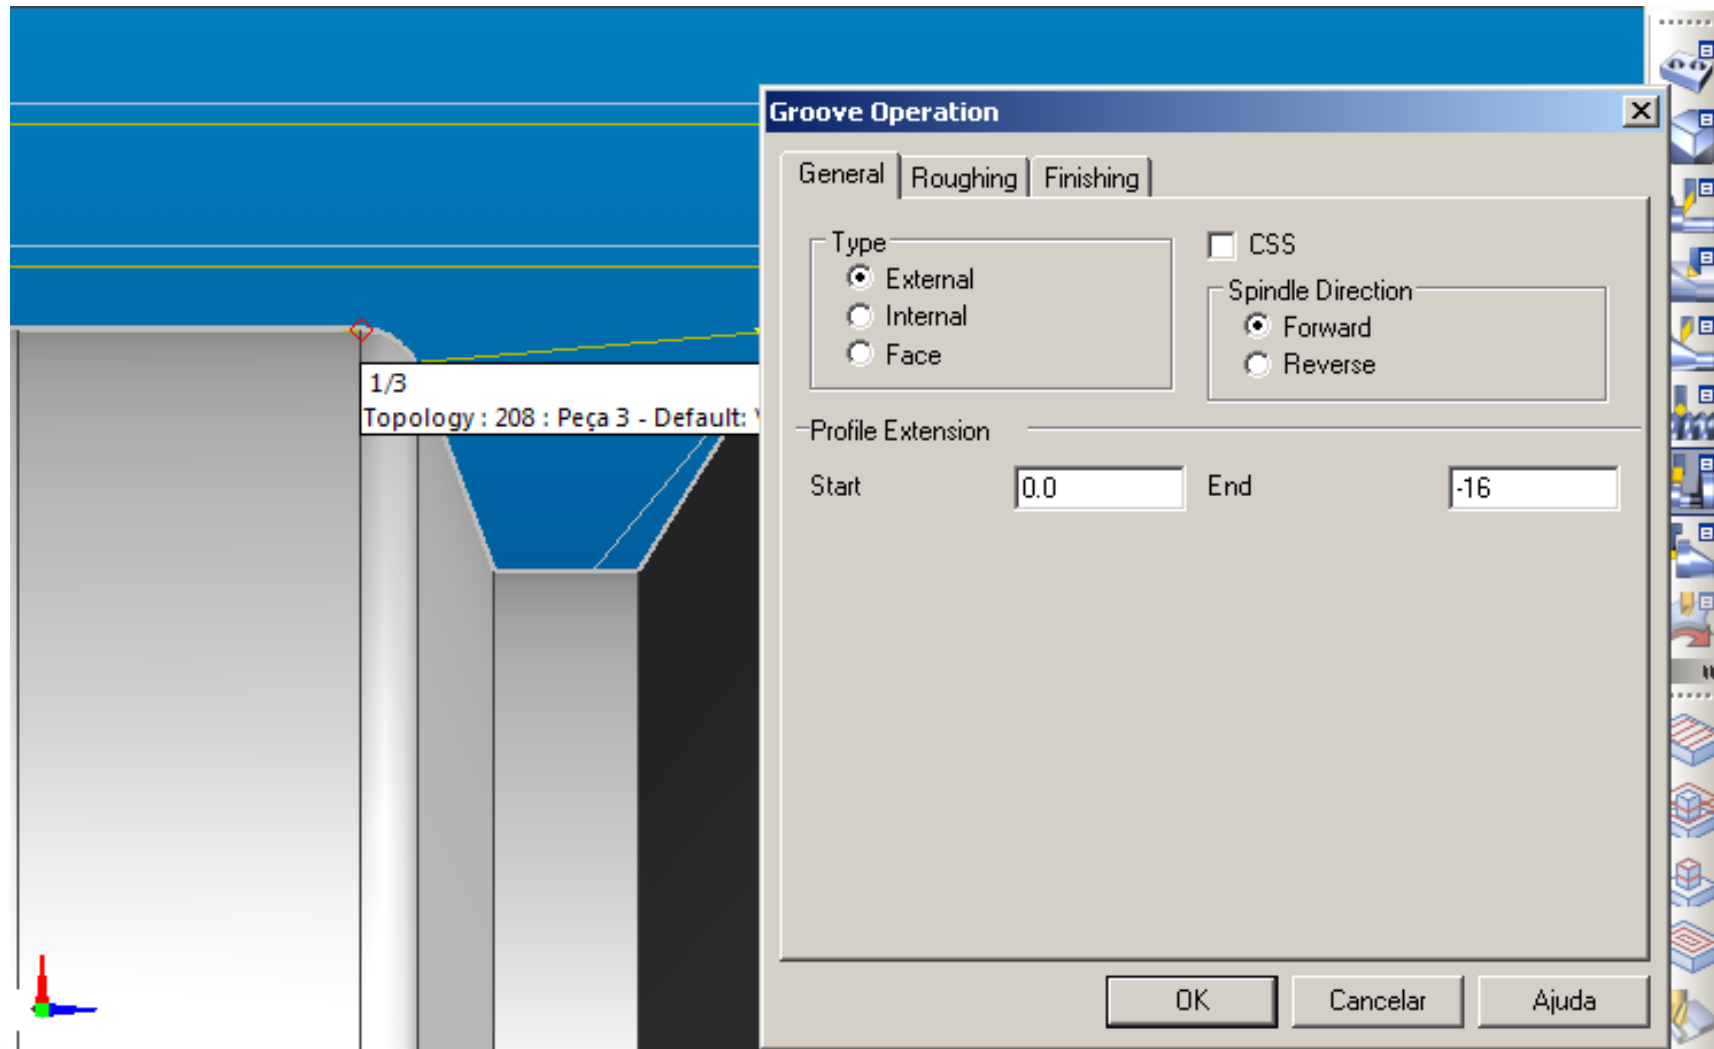 Groove Operation
General Roughing Finishing
Type
External
Internal
Face
CSS
Spindle Direction
Forward
Reverse
1/3
Topology : 208 : Peça 3 - Default:
Profile Extension
Start 0.0 End -16
OK Cancelar Ajuda